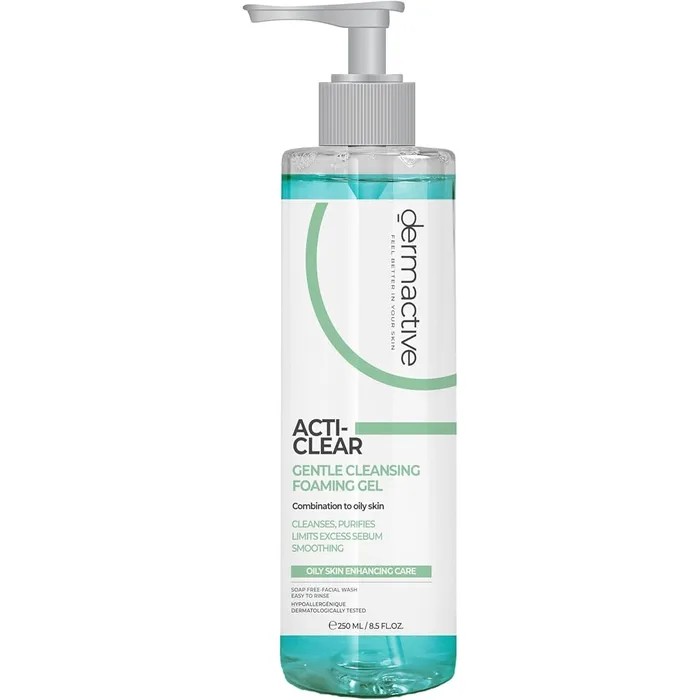 dermactive
FEEL BETTER IN YOUR SKIN
ACTI-
CLEAR
GENTLE CLEANSING
FOAMING GEL
Combination to oily skin
CLEANSES, PURIFIES
LIMITS EXCESS SEBUM
SMOOTHING
OILY SKIN ENHANCING CARE
SOAP FREE-FACIAL WASH
EASY TO RINSE
HYPOALLERGÉNIQUE
DERMATOLOGICALLY TESTED
℮250 ML / 8.5 FL.OZ.